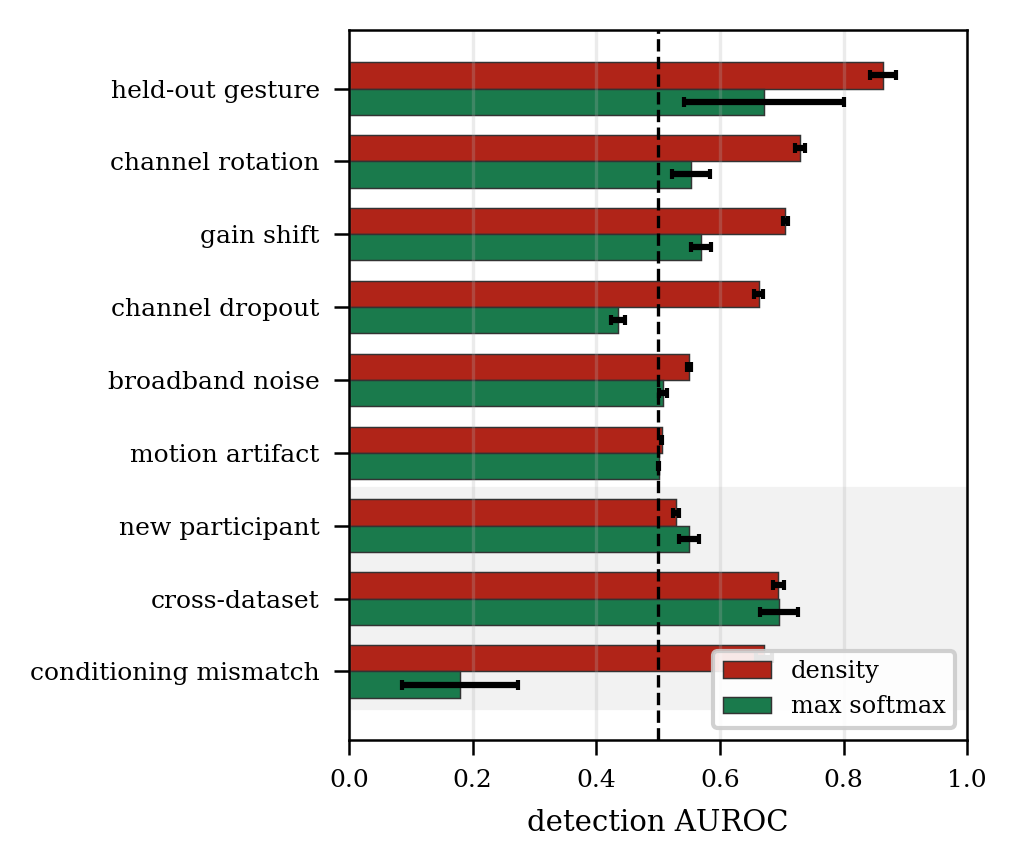 held-out gesture
channel rotation
gain shift
channel dropout
broadband noise
motion artifact
new participant
cross-dataset
conditioning mismatch
density
max softmax
0.0 0.2 0.4 0.6 0.8 1.0
detection AUROC